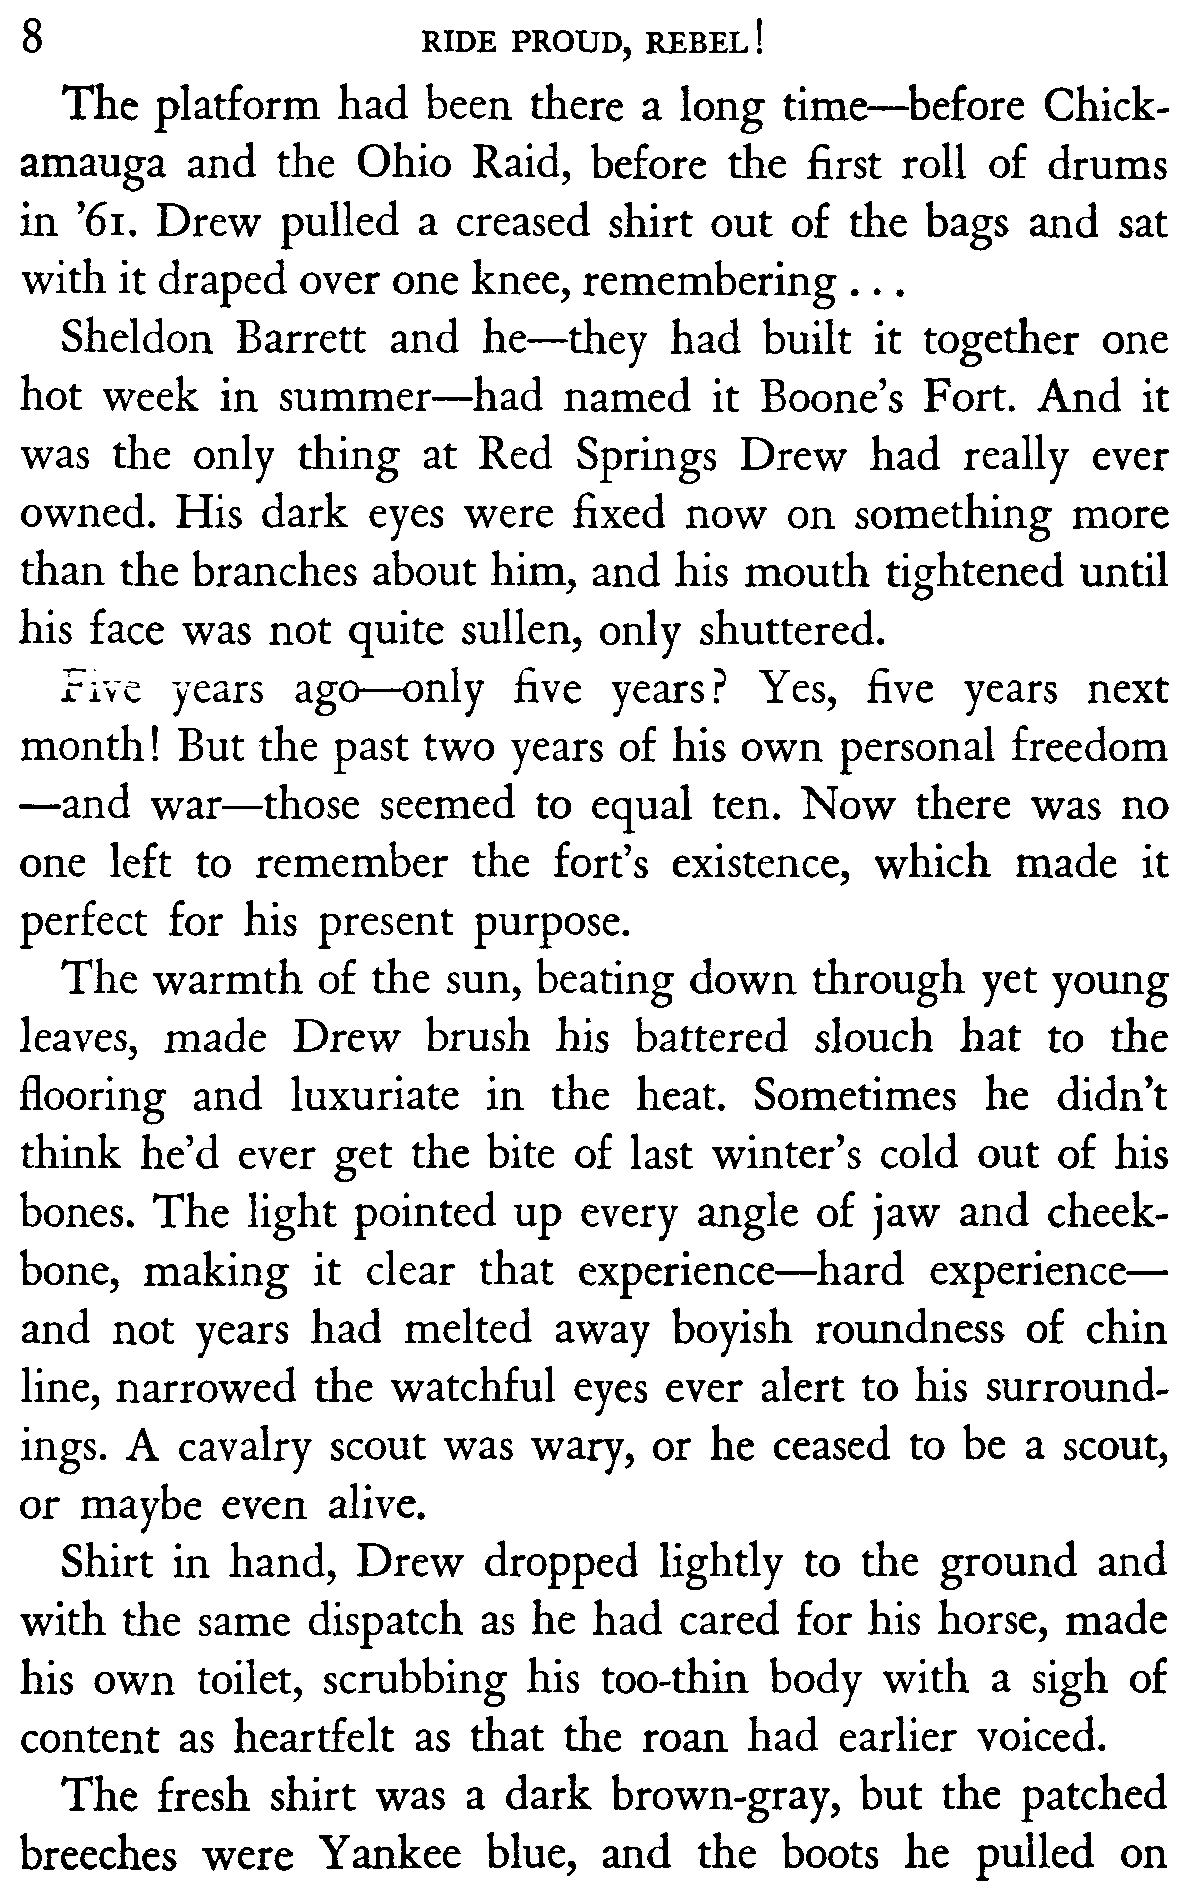 8 RIDE PROUD, REBEL!
The platform had been there a long time—before Chick-
amauga and the Ohio Raid, before the first roll of drums
in ’61. Drew pulled a creased shirt out of the bags and sat
with it draped over one knee, remembering . . .
Sheldon Barrett and he—they had built it together one
hot week in summer—had named it Boone’s Fort. And it
was the only thing at Red Springs Drew had really ever
owned. His dark eyes were fixed now on something more
than the branches about him, and his mouth tightened until
his face was not quite sullen, only shuttered.
Five years ago—only five years? Yes, five years next
month! But the past two years of his own personal freedom
—and war—those seemed to equal ten. Now there was no
one left to remember the fort’s existence, which made it
perfect for his present purpose.
The warmth of the sun, beating down through yet young
leaves, made Drew brush his battered slouch hat to the
flooring and luxuriate in the heat. Sometimes he didn’t
think he’d ever get the bite of last winter’s cold out of his
bones. The light pointed up every angle of jaw and cheek-
bone, making it clear that experience—hard experience—
and not years had melted away boyish roundness of chin
line, narrowed the watchful eyes ever alert to his surround-
ings. A cavalry scout was wary, or he ceased to be a scout,
or maybe even alive.
Shirt in hand, Drew dropped lightly to the ground and
with the same dispatch as he had cared for his horse, made
his own toilet, scrubbing his too-thin body with a sigh of
content as heartfelt as that the roan had earlier voiced.
The fresh shirt was a dark brown-gray, but the patched
breeches were Yankee blue, and the boots he pulled on